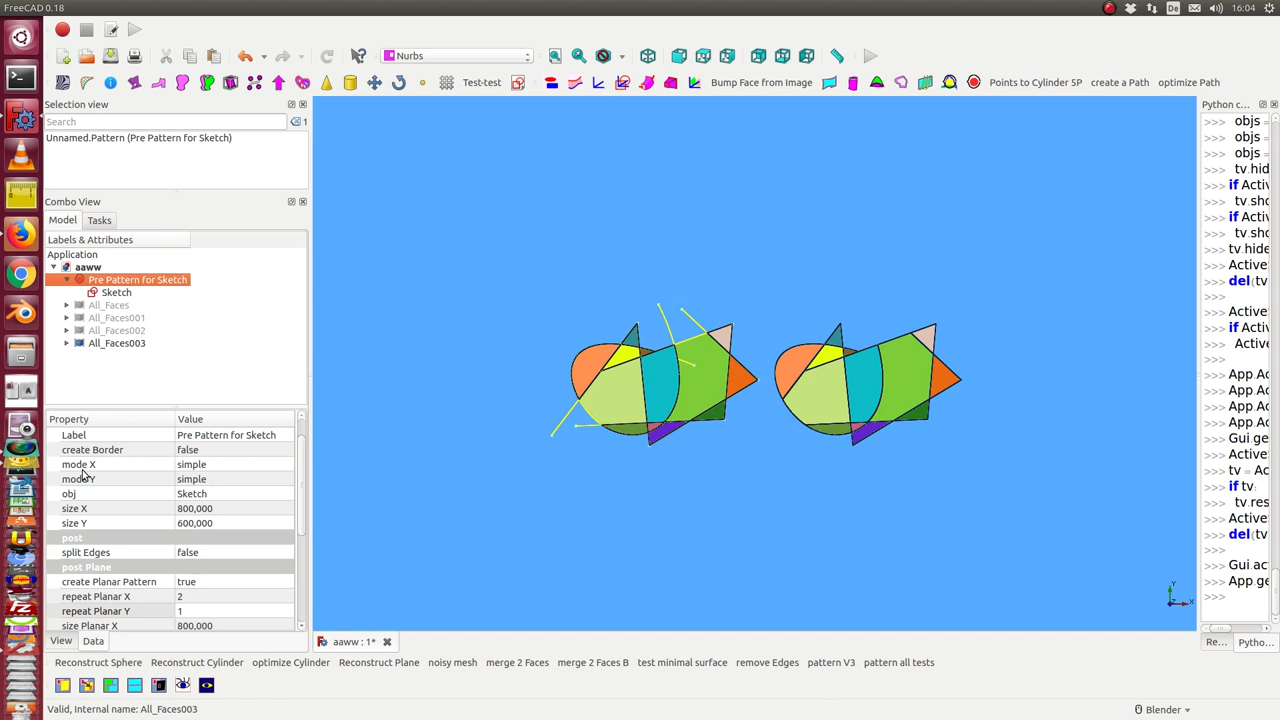 FreeCAD 0.18
De
16:04
Nurbs
Test-test
Bump Face from Image
Points to Cylinder 5P
create a Path
optimize Path
Selection view
Search
1
Unnamed.Pattern (Pre Pattern for Sketch)
Combo View
Model
Tasks
Labels & Attributes
Application
aaww
Pre Pattern for Sketch
Sketch
All_Faces
All_Faces001
All_Faces002
All_Faces003
Property Value
Label Pre Pattern for Sketch
create Border false
mode X simple
mode Y simple
obj Sketch
size X 800,000
size Y 600,000
post
split Edges false
post Plane
create Planar Pattern true
repeat Planar X 2
repeat Planar Y 1
size Planar X 800,000
View
Data
aaww : 1*
Y
X
Python c...
>>> objs =
>>> objs =
>>> objs =
>>> tv.hid
>>> if Activ
>>> tv.sho
>>> if Activ
>>> tv.sho
>>> tv.hide
>>> Active
>>> del(tv
>>>
>>> Active
>>> if Activ
>>> Active
>>>
>>> App.A
>>> App.A
>>> App.A
>>> App.A
>>> Gui.ge
>>> Active
>>> tv = Ac
>>> if tv:
>>> tv.res
>>> Active
>>> del(tv
>>>
>>> Gui.ac
>>> App.ge
>>>
Re...
Pytho...
Reconstruct Sphere
Reconstruct Cylinder
optimize Cylinder
Reconstruct Plane
noisy mesh
merge 2 Faces
merge 2 Faces B
test minimal surface
remove Edges
pattern V3
pattern all tests
Valid, Internal name: All_Faces003
Blender